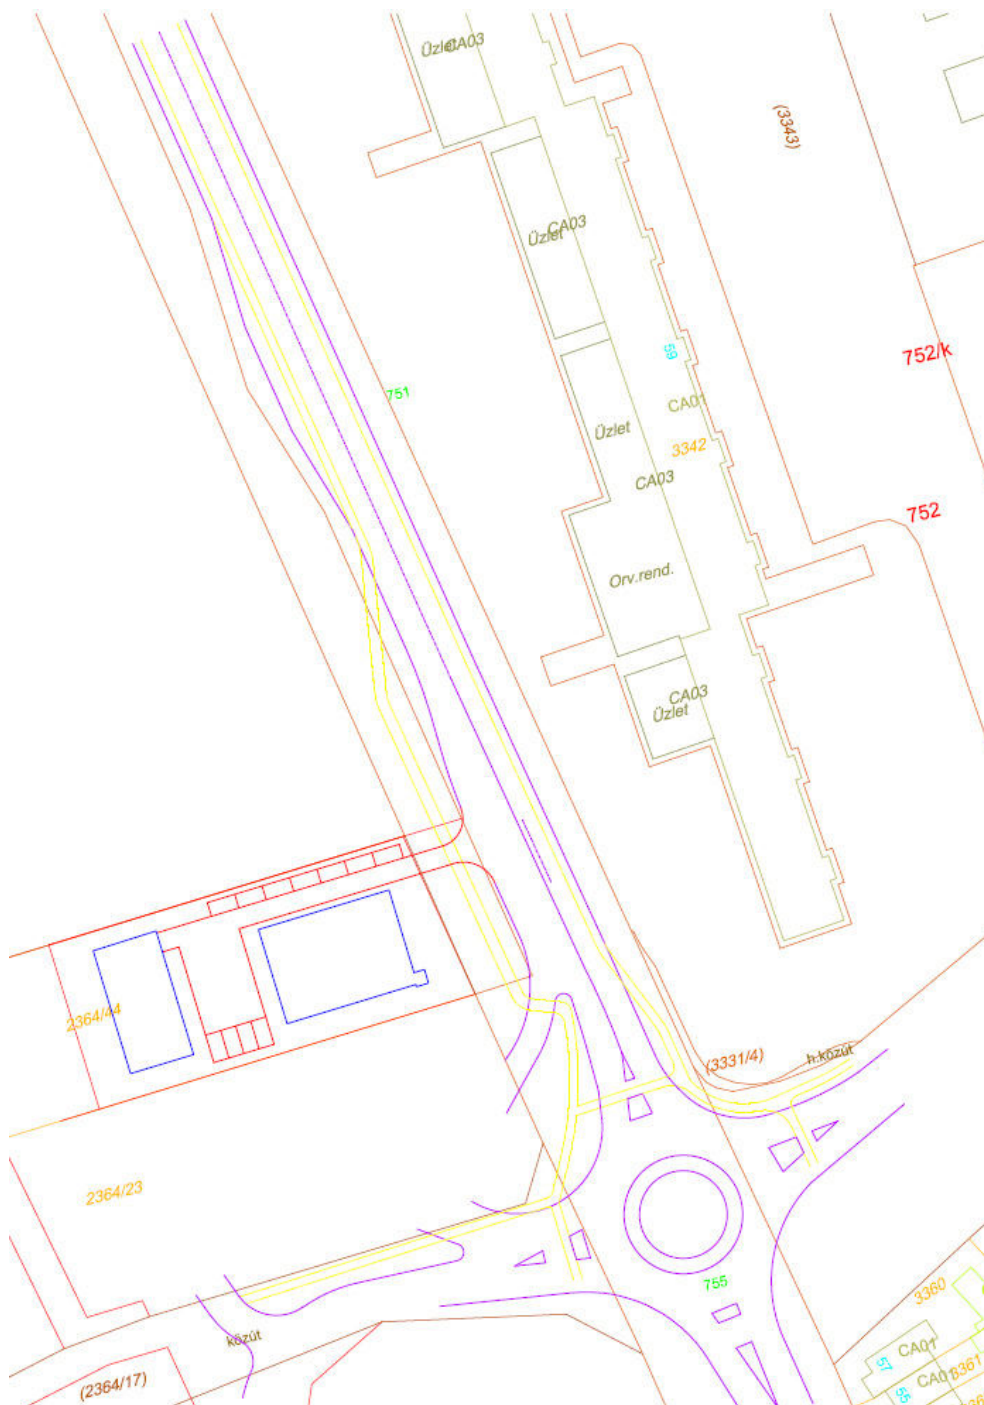 Üzlet
CA03
(3343)
CA03
Üzlet
59
752/k
751
CA01
Üzlet
3342
CA03
752
Orv.rend.
CA03
Üzlet
2364/44
(3331/4)
h.közút
2364/23
755
3360
közút
CA01
57
3361
CA01
55
(2364/17)